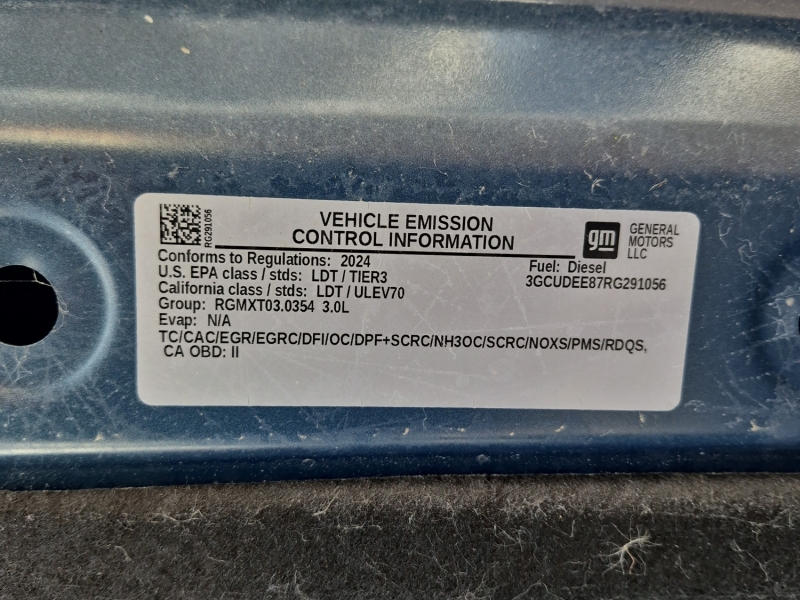 RG291056
VEHICLE EMISSION
CONTROL INFORMATION
gm
GENERAL
MOTORS
LLC
Conforms to Regulations: 2024
U.S. EPA class / stds: LDT / TIER3
California class / stds: LDT / ULEV70
Group: RGMXT03.0354 3.0L
Evap: N/A
Fuel: Diesel
3GCUDEE87RG291056
TC/CAC/EGR/EGRC/DFI/OC/DPF+SCRC/NH3OC/SCRC/NOXS/PMS/RDQS,
CA OBD: II